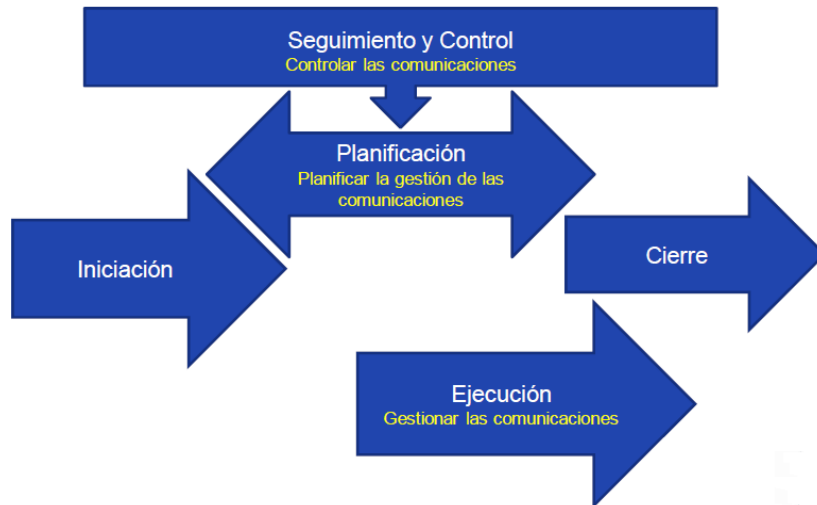 Seguimiento y Control
Controlar las comunicaciones
Planificación
Planificar la gestión de las
comunicaciones
Iniciación
Cierre
Ejecución
Gestionar las comunicaciones